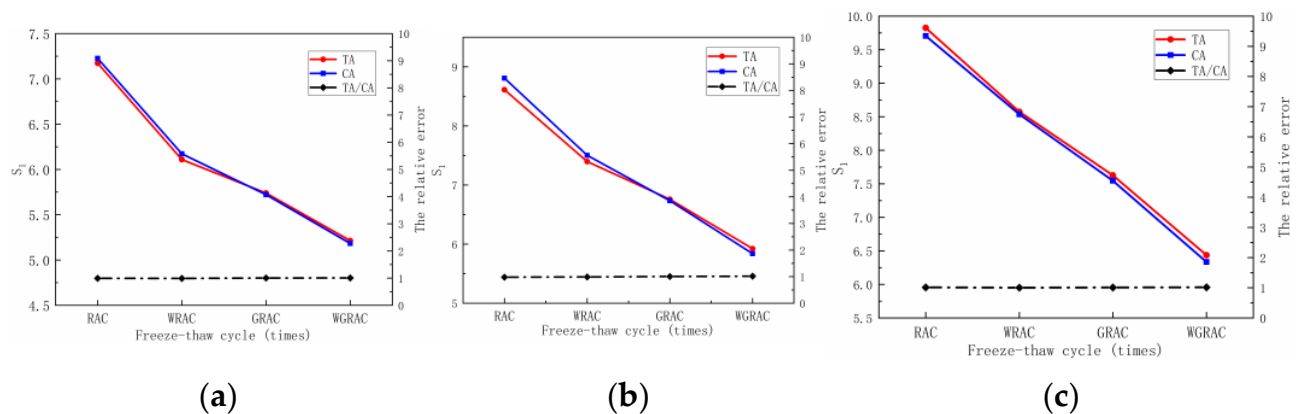 7.5
7.0
6.5
6.0
5.5
5.0
4.5
S1
10
9
8
7
6
5
4
3
2
1
0
The relative error
TA
CA
TA/CA
RAC WRAC GRAC WGRAC
Freeze-thaw cycle (times)
(a)
9
8
7
6
5
S1
10
9
8
7
6
5
4
3
2
1
0
The relative error
TA
CA
TA/CA
RAC WRAC GRAC WGRAC
Freeze-thaw cycle (times)
(b)
10.0
9.5
9.0
8.5
8.0
7.5
7.0
6.5
6.0
5.5
S1
10
9
8
7
6
5
4
3
2
1
0
The relative error
TA
CA
TA/CA
RAC WRAC GRAC WGRAC
Freeze-thaw cycle (times)
(c)